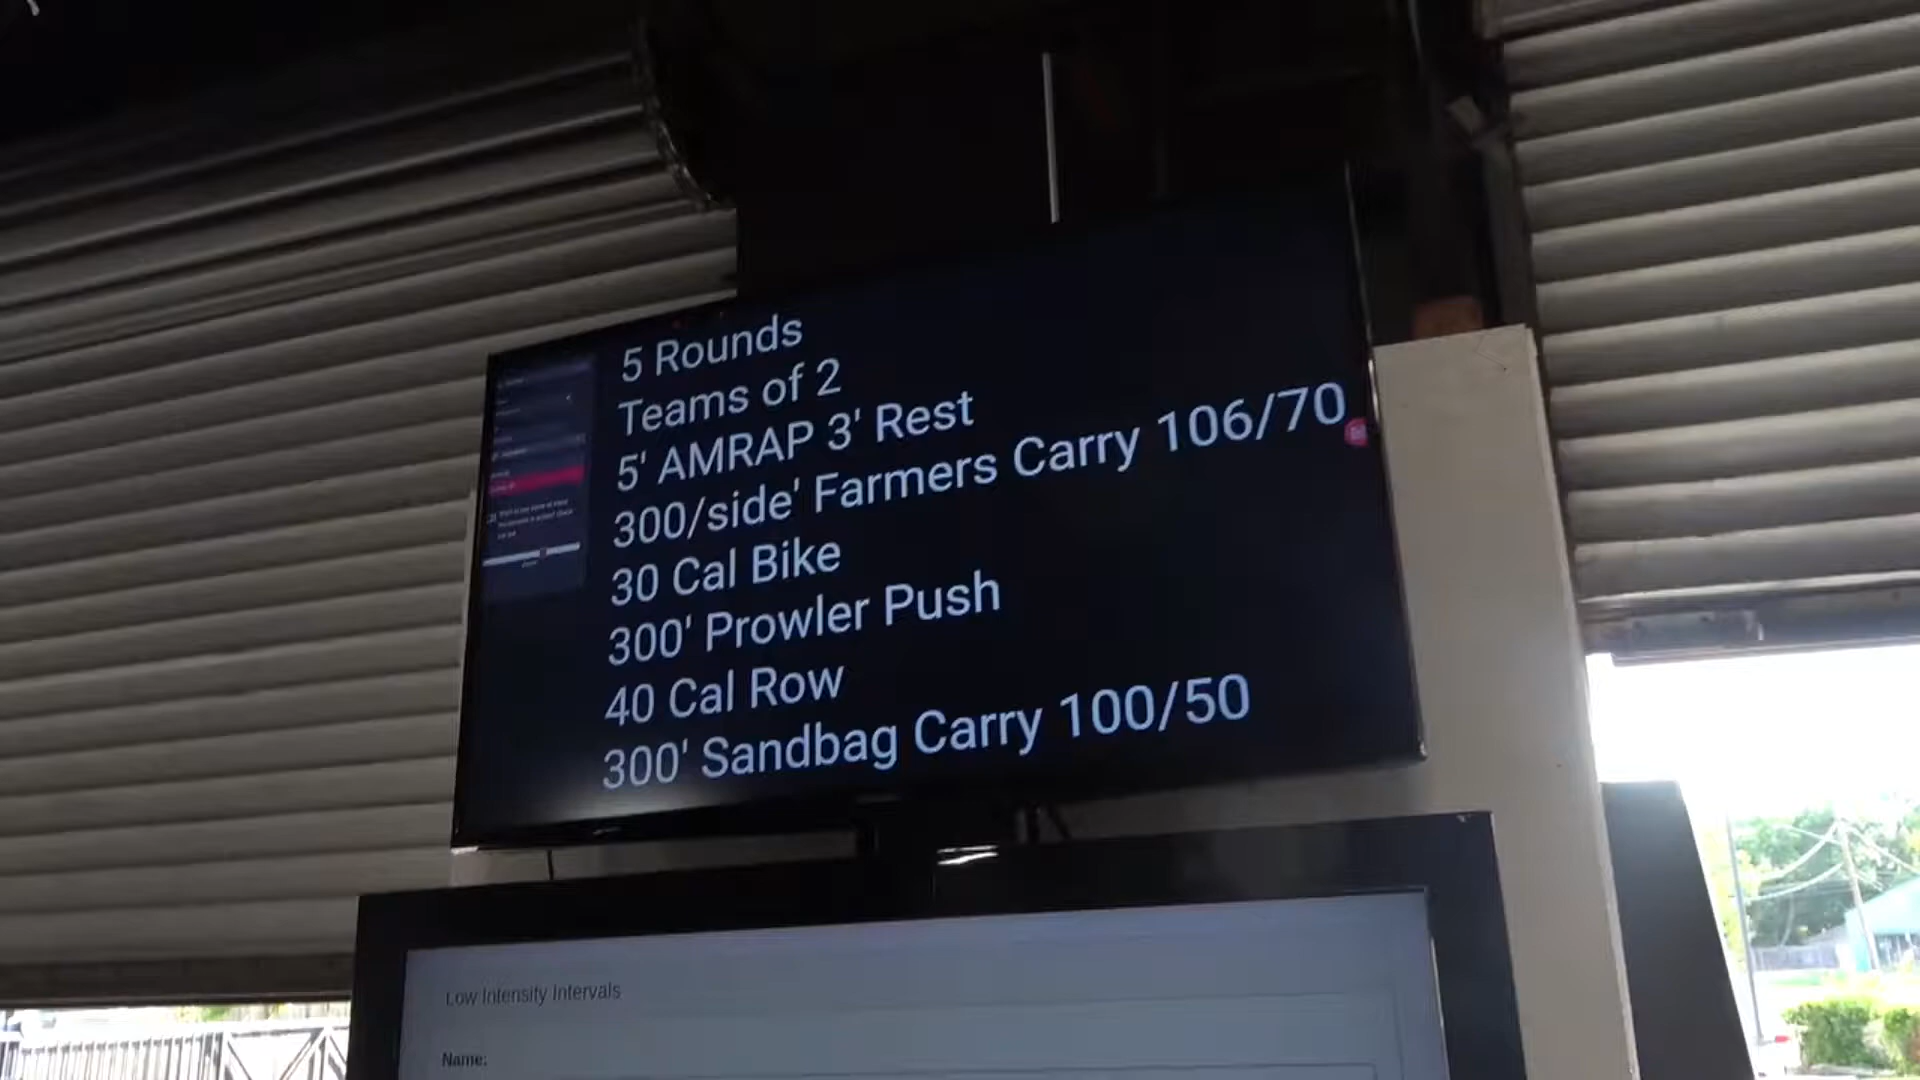 5 Rounds
Teams of 2
5' AMRAP 3' Rest
300/side' Farmers Carry 106/70
30 Cal Bike
300' Prowler Push
40 Cal Row
300' Sandbag Carry 100/50
Low Intensity Intervals
Name: